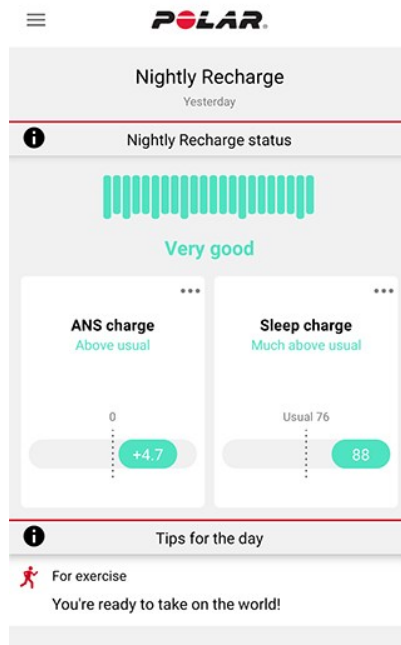 POLAR.
Nightly Recharge
Yesterday
Nightly Recharge status
Very good
ANS charge
Above usual
0
+4.7
Sleep charge
Much above usual
Usual 76
88
Tips for the day
For exercise
You're ready to take on the world!